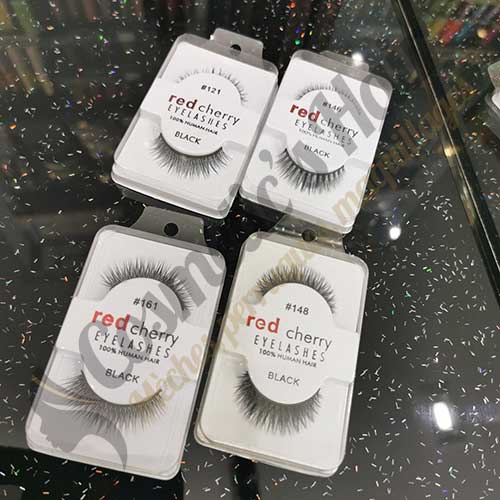 #121
red cherry
EYELASHES
100% HUMAN HAIR
BLACK
red cherry
EYELASHES
100% HUMAN HAIR
BLACK
#161
red cherry
EYELASHES
100% HUMAN HAIR
BLACK
#148
red cherry
EYELASHES
100% HUMAN HAIR
BLACK